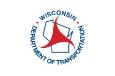 WISCONSIN
DEPARTMENT OF TRANSPORTATION